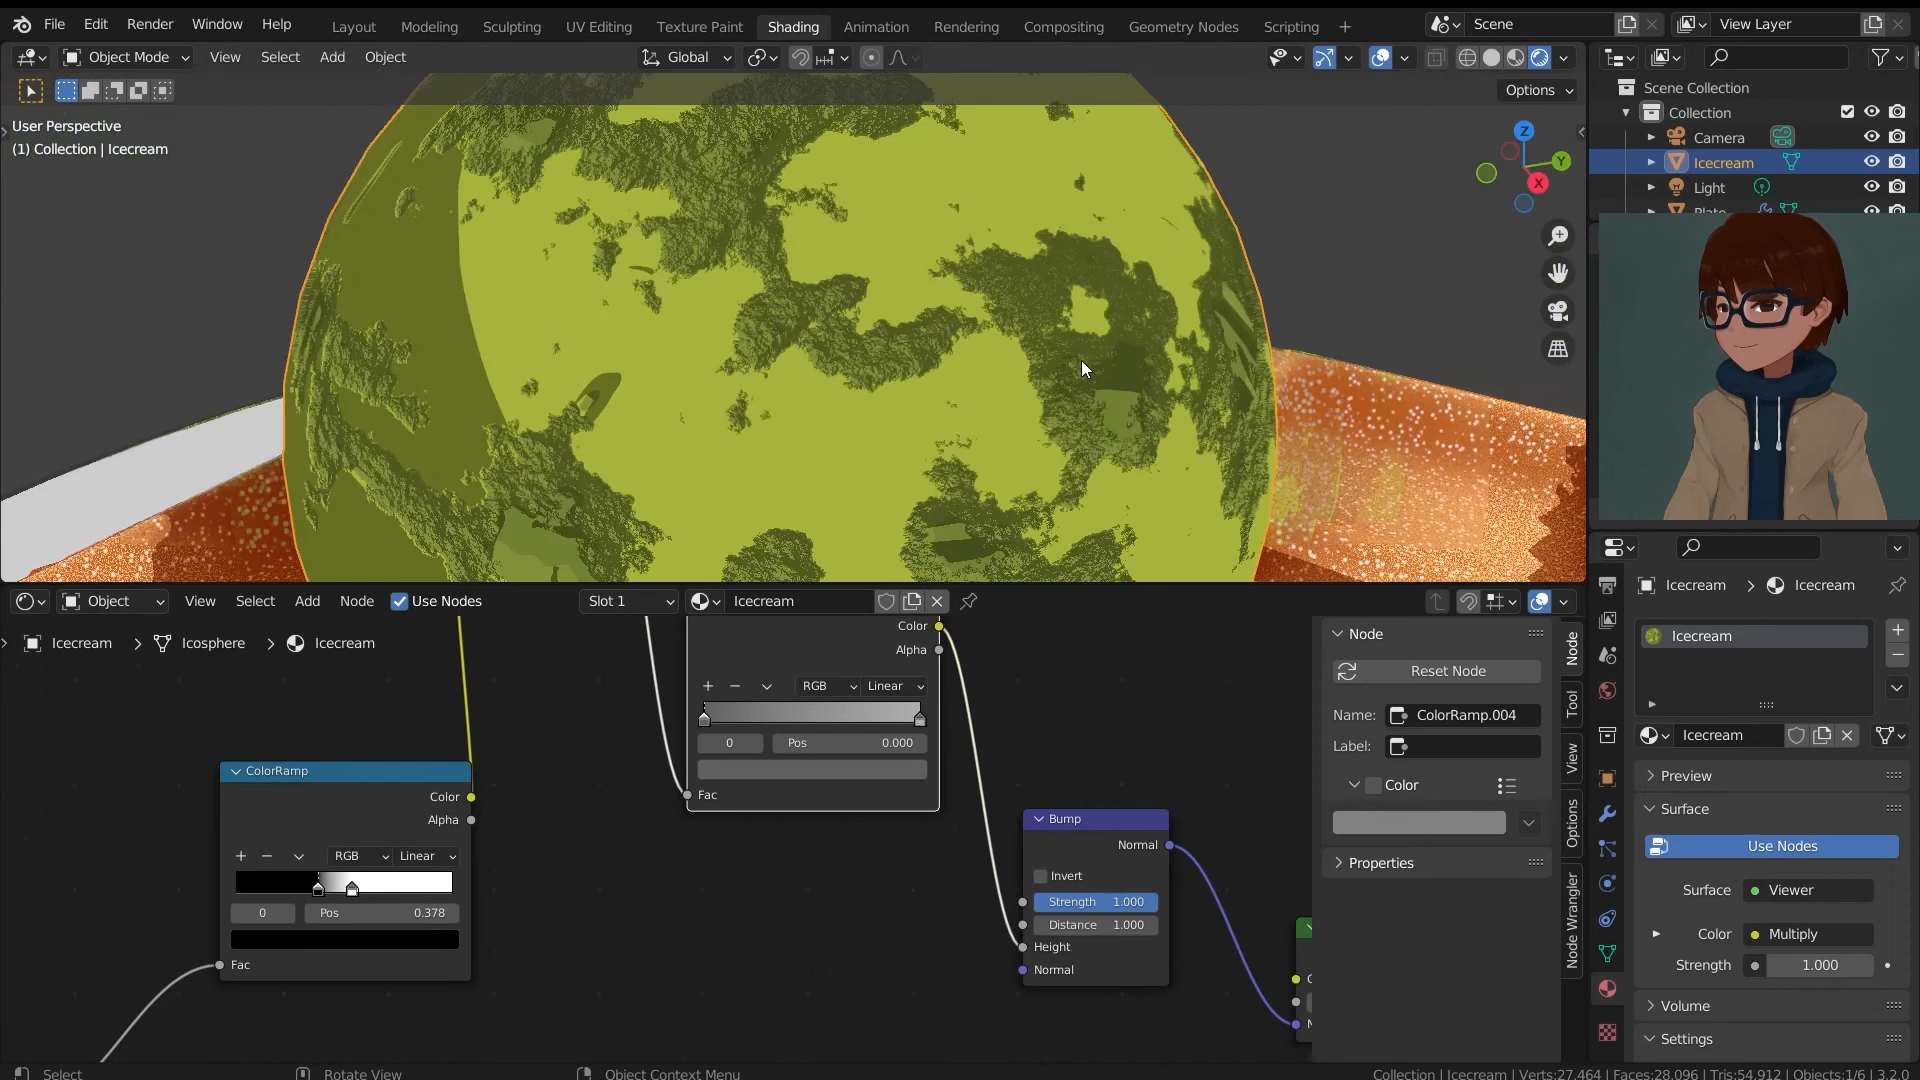 File Edit Render Window Help
Layout Modeling Sculpting UV Editing Texture Paint Shading Animation Rendering Compositing Geometry Nodes Scripting
Scene
View Layer
Object Mode View Select Add Object
Global
Options
User Perspective
(1) Collection | Icecream
Z
Y
X
Scene Collection
Collection
Camera
Icecream
Light
Plate
Object View Select Add Node Use Nodes
Slot 1
Icecream
Icecream > Icosphere > Icecream
Color
Alpha
RGB Linear
0 Pos 0.000
Fac
ColorRamp
Color
Alpha
RGB Linear
0 Pos 0.378
Fac
Bump
Normal
Invert
Strength 1.000
Distance 1.000
Height
Normal
Node
Reset Node
Name: ColorRamp.004
Label:
Color
Properties
Node
Tool
View
Options
Node Wrangler
Icecream > Icecream
Icecream
Icecream
Preview
Surface
Use Nodes
Surface Viewer
Color Multiply
Strength 1.000
Volume
Settings
Select
Rotate View
Object Context Menu
Collection | Icecream | Verts:27,464 | Faces:28,096 | Tris:54,912 | Objects:1/6 | 3.2.0